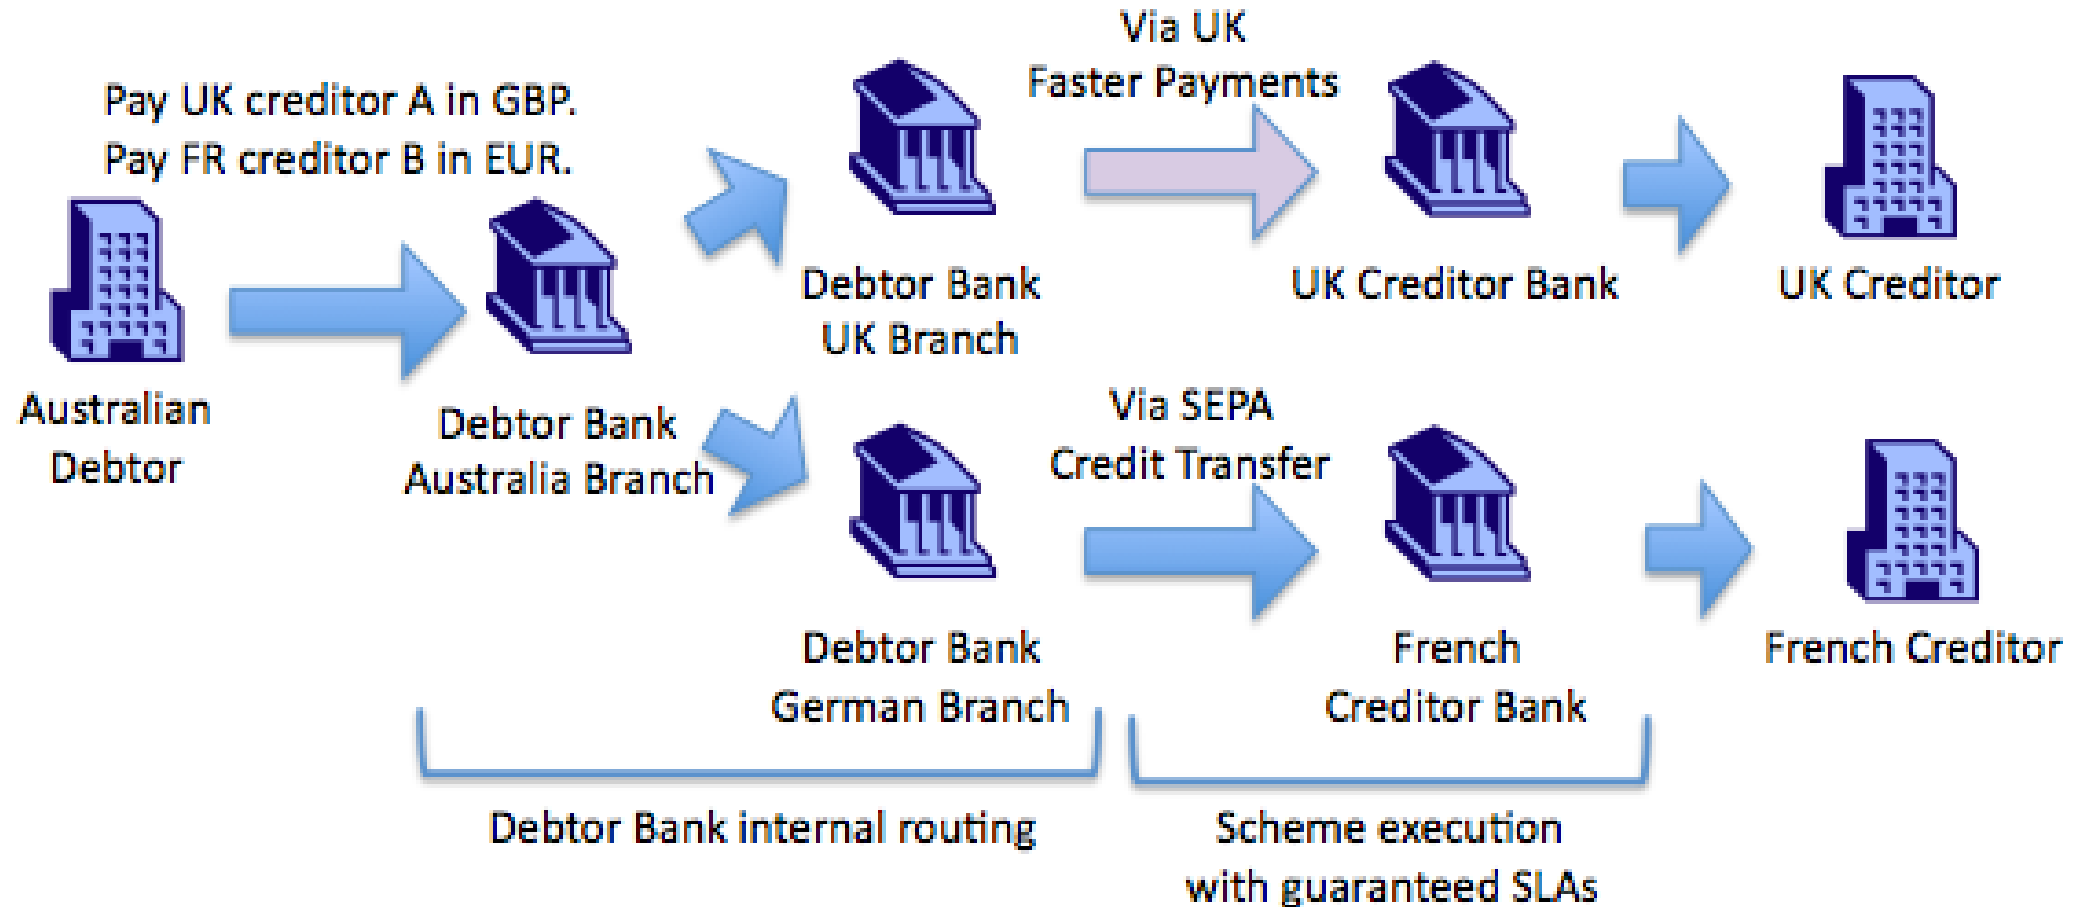 Pay UK creditor A in GBP.
Pay FR creditor B in EUR.
Via UK
Faster Payments
Australian
Debtor
Debtor Bank
Australia Branch
Debtor Bank
UK Branch
UK Creditor Bank
UK Creditor
Via SEPA
Credit Transfer
Debtor Bank
German Branch
French
Creditor Bank
French Creditor
Debtor Bank internal routing
Scheme execution
with guaranteed SLAs